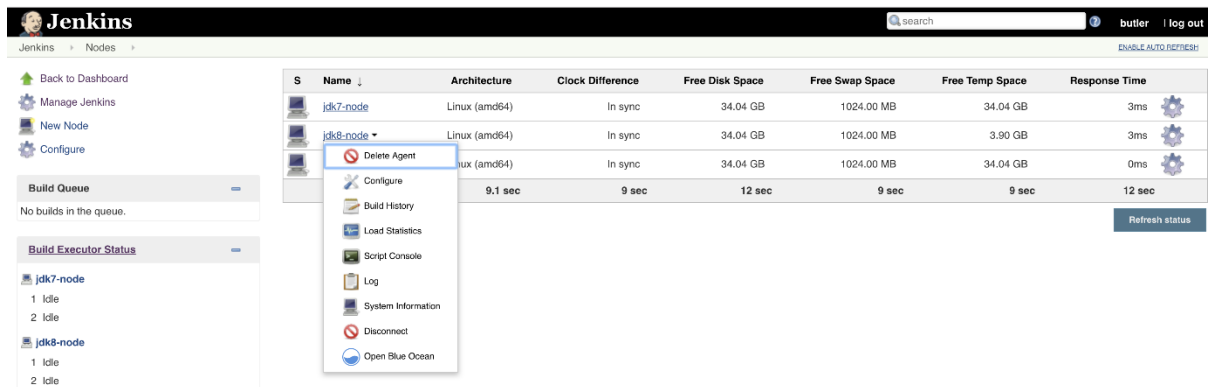 Jenkins
search
butler | log out
Jenkins Nodes
ENABLE AUTO REFRESH
Back to Dashboard
Manage Jenkins
New Node
Configure
Build Queue
No builds in the queue.
Build Executor Status
jdk7-node
1 Idle
2 Idle
jdk8-node
1 Idle
2 Idle
S Name ↓ Architecture Clock Difference Free Disk Space Free Swap Space Free Temp Space Response Time
jdk7-node Linux (amd64) In sync 34.04 GB 1024.00 MB 34.04 GB 3ms
jdk8-node Linux (amd64) In sync 34.04 GB 1024.00 MB 3.90 GB 3ms
(amd64) In sync 34.04 GB 1024.00 MB 34.04 GB 0ms
9.1 sec 9 sec 12 sec 9 sec 9 sec 12 sec
Refresh status
Delete Agent
Configure
Build History
Load Statistics
Script Console
Log
System Information
Disconnect
Open Blue Ocean